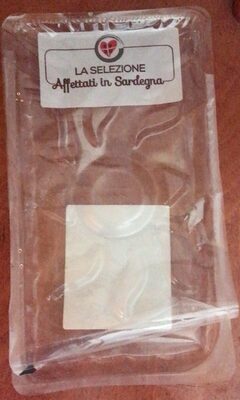 LA SELEZIONE
Affettati in Sardegna